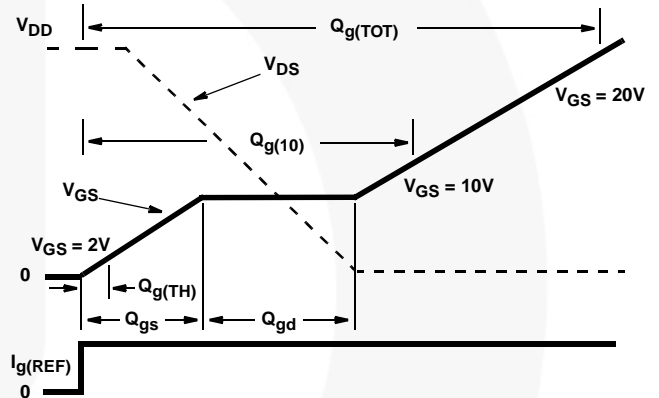 V_DD
Q_g(TOT)
V_DS
V_GS = 20V
Q_g(10)
V_GS
V_GS = 10V
V_GS = 2V
0
Q_g(TH)
Q_gs
Q_gd
I_g(REF)
0